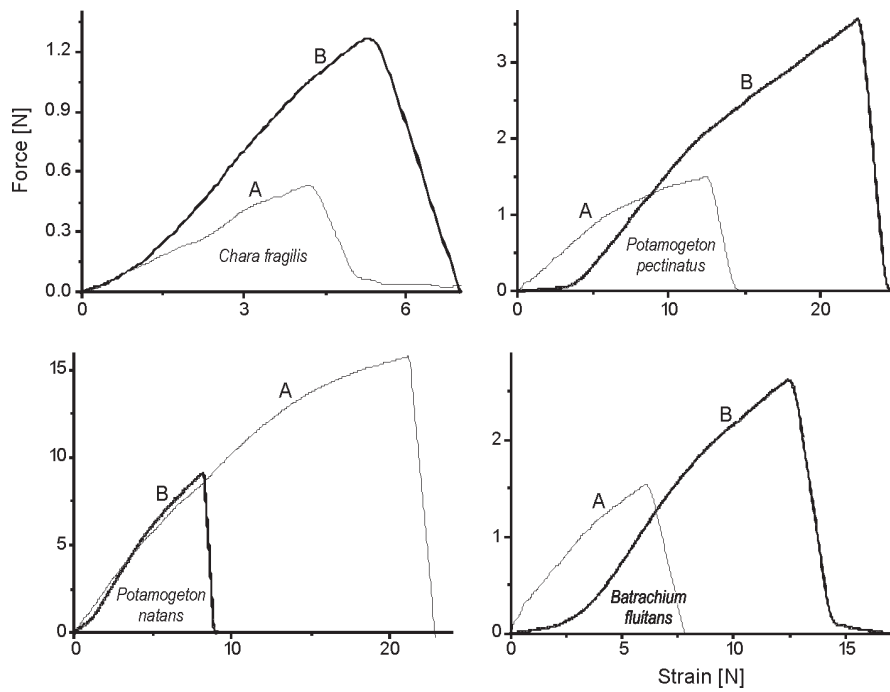 Force [N]
1.2
0.9
0.6
0.3
0.0
0
3
6
B
A
Chara fragilis
3
2
1
0
0
10
20
B
A
Potamogeton
pectinatus
15
10
5
0
0
10
20
A
B
Potamogeton
natans
2
1
0
0
5
10
15
B
A
Batrachium
fluitans
Strain [N]